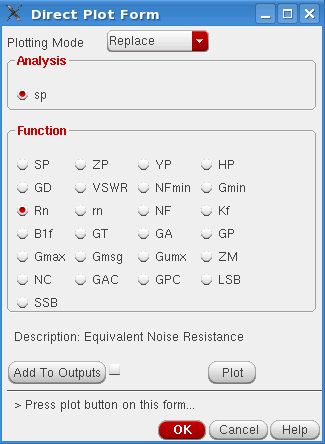 Direct Plot Form
Plotting Mode Replace
Analysis
sp
Function
SP ZP YP HP
GD VSWR NFmin Gmin
Rn rn NF Kf
B1f GT GA GP
Gmax Gmsg Gumx ZM
NC GAC GPC LSB
SSB
Description: Equivalent Noise Resistance
Add To Outputs Plot
> Press plot button on this form...
OK Cancel Help